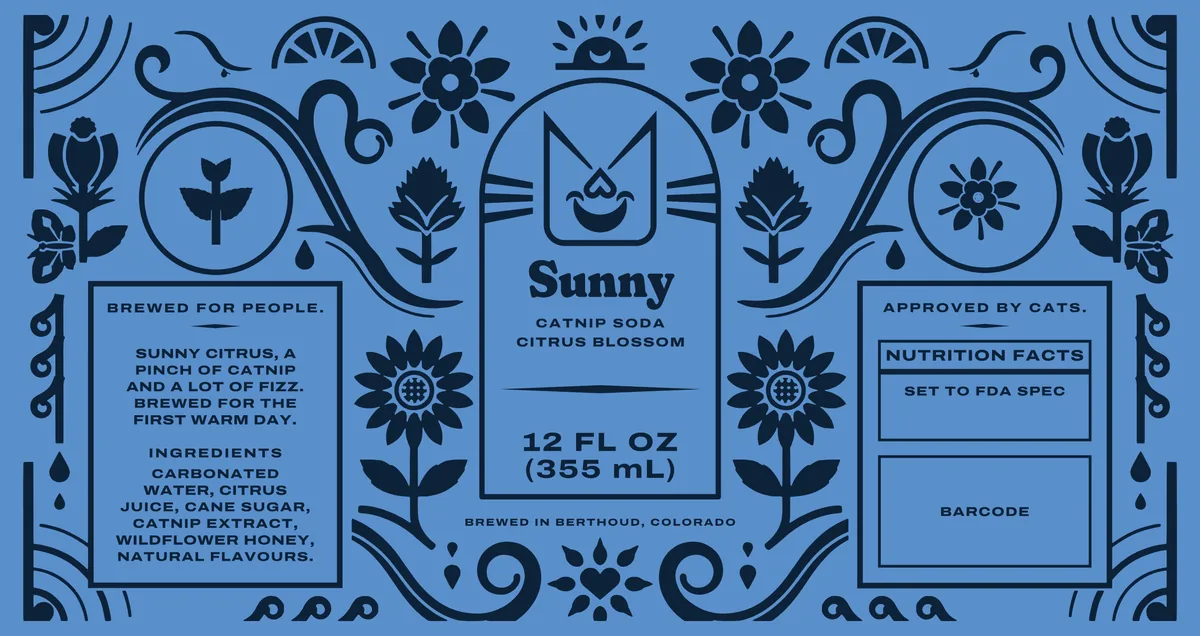 Sunny
CATNIP SODA
CITRUS BLOSSOM
12 FL OZ
(355 mL)
BREWED IN BERTHOUD, COLORADO
BREWED FOR PEOPLE.
SUNNY CITRUS, A
PINCH OF CATNIP
AND A LOT OF FIZZ.
BREWED FOR THE
FIRST WARM DAY.
INGREDIENTS
CARBONATED
WATER, CITRUS
JUICE, CANE SUGAR,
CATNIP EXTRACT,
WILDFLOWER HONEY,
NATURAL FLAVOURS.
APPROVED BY CATS.
NUTRITION FACTS
SET TO FDA SPEC
BARCODE